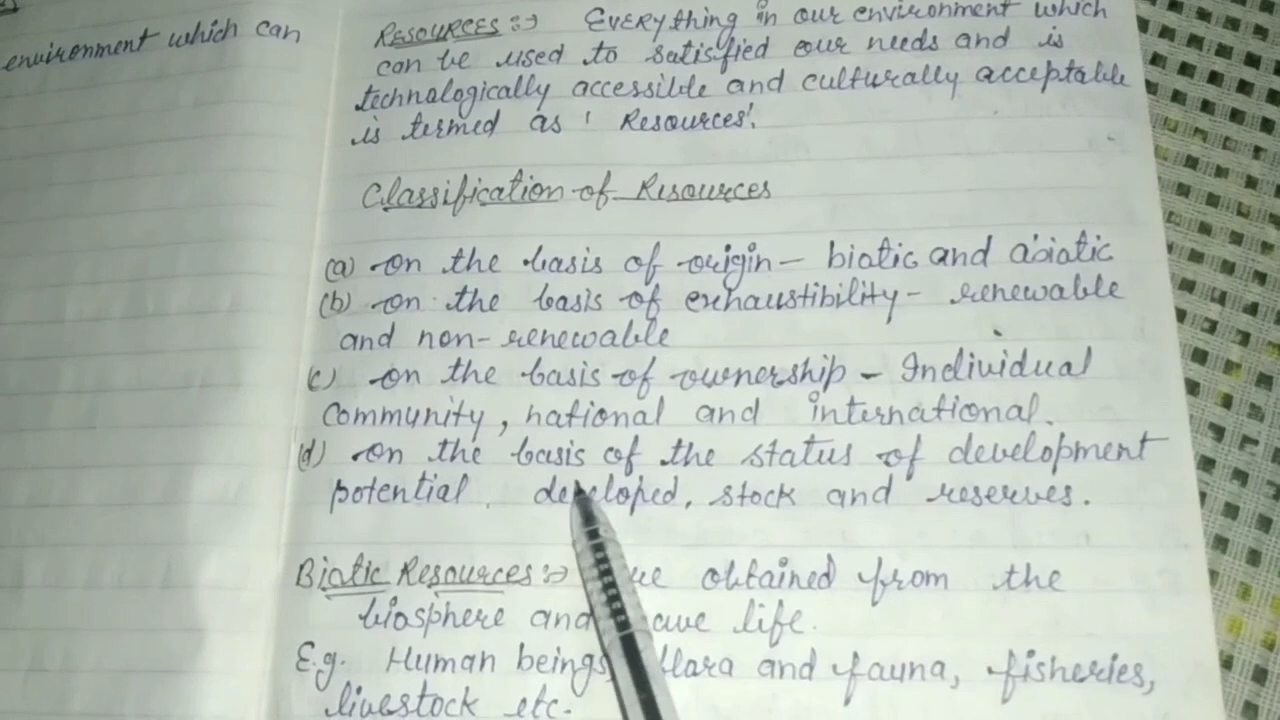 environment which can
Resources :→ Everything in our environment which
can be used to satisfied our needs and is
technologically accessible and culturally acceptable
is termed as 'Resources'.
Classification of Resources
(a) on the basis of origin - biotic and abiotic
(b) on the basis of exhaustibility - renewable
and non-renewable
(c) on the basis of ownership - Individual
community, national and international.
(d) on the basis of the status of development
potential. developed, stock and reserves.
Biotic Resources :→ obtained from the
biosphere and life.
E.g. Human beings, flora and fauna, fisheries,
livestock etc.